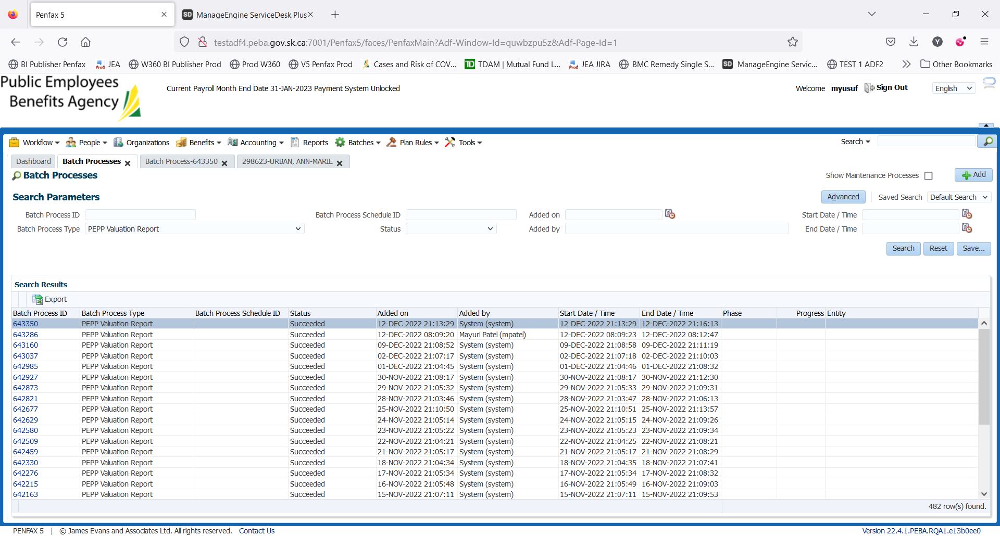 Penfax 5
ManageEngine ServiceDesk Plus
testadf4.peba.gov.sk.ca:7001/Penfax5/faces/PenfaxMain?Adf-Window-Id=quwbzpu5z&Adf-Page-Id=1
BI Publisher Penfax JEA W360 BI Publisher Prod Prod W360 V5 Penfax Prod Cases and Risk of COV... TDAM | Mutual Fund L... JEA JIRA BMC Remedy Single S... ManageEngine Servic... TEST 1 ADF2 Other Bookmarks
Public Employees
Benefits Agency
Current Payroll Month End Date 31-JAN-2023 Payment System Unlocked
Welcome myusuf Sign Out English
Workflow People Organizations Benefits Accounting Reports Batches Plan Rules Tools Search
Dashboard Batch Processes Batch Process-643350 298623-URBAN, ANN-MARIE
Batch Processes Show Maintenance Processes Add
Search Parameters Advanced Saved Search Default Search
Batch Process ID Batch Process Schedule ID Added on Start Date / Time
Batch Process Type PEPP Valuation Report Status Added by End Date / Time
Search Reset Save...
Search Results
Export
Batch Process ID Batch Process Type Batch Process Schedule ID Status Added on Added by Start Date / Time End Date / Time Phase Progress Entity
643350 PEPP Valuation Report Succeeded 12-DEC-2022 21:13:29 System (system) 12-DEC-2022 21:13:29 12-DEC-2022 21:16:13
643286 PEPP Valuation Report Succeeded 12-DEC-2022 08:09:20 Mayuri Patel (mpatel) 12-DEC-2022 08:09:23 12-DEC-2022 08:12:47
643160 PEPP Valuation Report Succeeded 09-DEC-2022 21:08:52 System (system) 09-DEC-2022 21:08:58 09-DEC-2022 21:11:19
643037 PEPP Valuation Report Succeeded 02-DEC-2022 21:07:17 System (system) 02-DEC-2022 21:07:18 02-DEC-2022 21:10:03
642985 PEPP Valuation Report Succeeded 01-DEC-2022 21:04:45 System (system) 01-DEC-2022 21:04:46 01-DEC-2022 21:08:32
642927 PEPP Valuation Report Succeeded 30-NOV-2022 21:08:17 System (system) 30-NOV-2022 21:08:17 30-NOV-2022 21:12:30
642873 PEPP Valuation Report Succeeded 29-NOV-2022 21:05:32 System (system) 29-NOV-2022 21:05:33 29-NOV-2022 21:09:31
642821 PEPP Valuation Report Succeeded 28-NOV-2022 21:03:46 System (system) 28-NOV-2022 21:03:47 28-NOV-2022 21:06:13
642677 PEPP Valuation Report Succeeded 25-NOV-2022 21:10:50 System (system) 25-NOV-2022 21:10:51 25-NOV-2022 21:13:57
642629 PEPP Valuation Report Succeeded 24-NOV-2022 21:05:14 System (system) 24-NOV-2022 21:05:15 24-NOV-2022 21:09:26
642580 PEPP Valuation Report Succeeded 23-NOV-2022 21:05:22 System (system) 23-NOV-2022 21:05:23 23-NOV-2022 21:09:34
642509 PEPP Valuation Report Succeeded 22-NOV-2022 21:04:21 System (system) 22-NOV-2022 21:04:25 22-NOV-2022 21:08:21
642459 PEPP Valuation Report Succeeded 21-NOV-2022 21:05:17 System (system) 21-NOV-2022 21:05:17 21-NOV-2022 21:08:29
642330 PEPP Valuation Report Succeeded 18-NOV-2022 21:04:34 System (system) 18-NOV-2022 21:04:35 18-NOV-2022 21:07:41
642276 PEPP Valuation Report Succeeded 17-NOV-2022 21:05:34 System (system) 17-NOV-2022 21:05:34 17-NOV-2022 21:08:32
642215 PEPP Valuation Report Succeeded 16-NOV-2022 21:05:48 System (system) 16-NOV-2022 21:05:49 16-NOV-2022 21:09:03
642163 PEPP Valuation Report Succeeded 15-NOV-2022 21:07:11 System (system) 15-NOV-2022 21:07:11 15-NOV-2022 21:09:53
482 row(s) found.
PENFAX 5 | © James Evans and Associates Ltd. All rights reserved. Contact Us Version 22.4.1.PEBA.RQA1.e13b0ee0